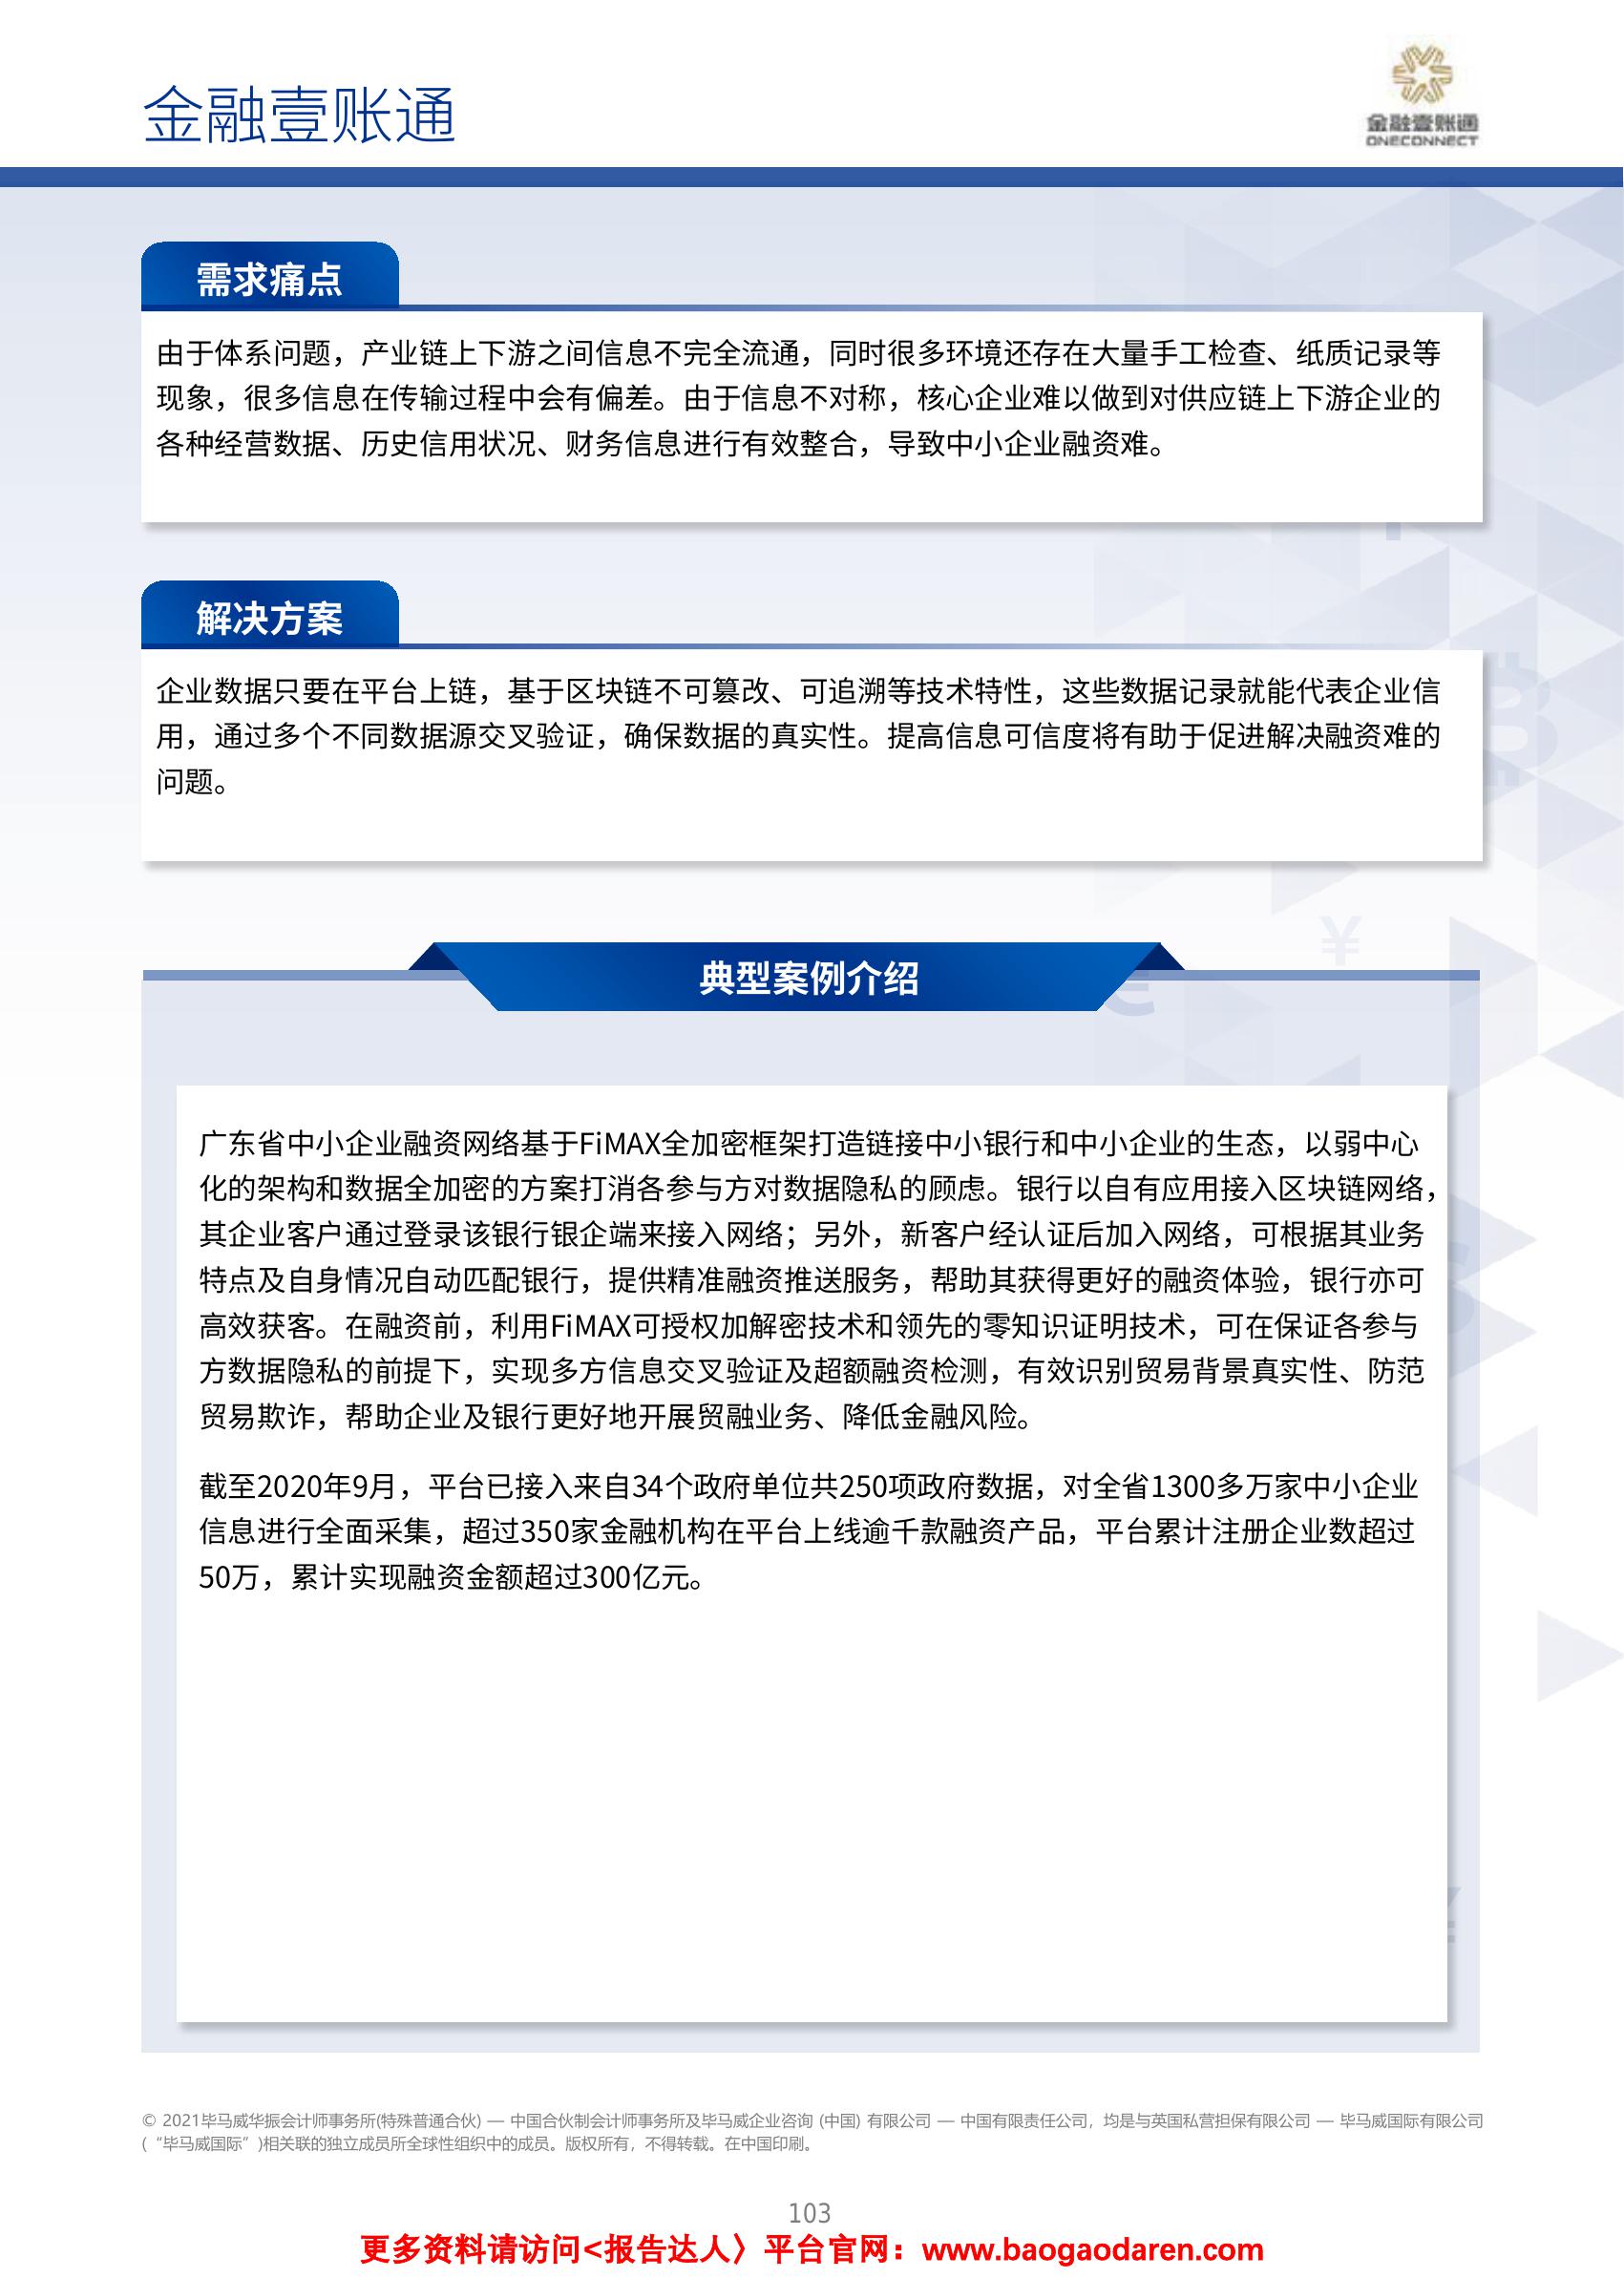 金融壹账通
金融壹账通
ONECONNECT
需求痛点
由于体系问题，产业链上下游之间信息不完全流通，同时很多环境还存在大量手工检查、纸质记录等
现象，很多信息在传输过程中会有偏差。由于信息不对称，核心企业难以做到对供应链上下游企业的
各种经营数据、历史信用状况、财务信息进行有效整合，导致中小企业融资难。
解决方案
企业数据只要在平台上链，基于区块链不可篡改、可追溯等技术特性，这些数据记录就能代表企业信
用，通过多个不同数据源交叉验证，确保数据的真实性。提高信息可信度将有助于促进解决融资难的
问题。
典型案例介绍
广东省中小企业融资网络基于FiMAX全加密框架打造链接中小银行和中小企业的生态，以弱中心
化的架构和数据全加密的方案打消各参与方对数据隐私的顾虑。银行以自有应用接入区块链网络，
其企业客户通过登录该银行银企端来接入网络；另外，新客户经认证后加入网络，可根据其业务
特点及自身情况自动匹配银行，提供精准融资推送服务，帮助其获得更好的融资体验，银行亦可
高效获客。在融资前，利用FiMAX可授权加解密技术和领先的零知识证明技术，可在保证各参与
方数据隐私的前提下，实现多方信息交叉验证及超额融资检测，有效识别贸易背景真实性、防范
贸易欺诈，帮助企业及银行更好地开展贸融业务、降低金融风险。
截至2020年9月，平台已接入来自34个政府单位共250项政府数据，对全省1300多万家中小企业
信息进行全面采集，超过350家金融机构在平台上线逾千款融资产品，平台累计注册企业数超过
50万，累计实现融资金额超过300亿元。
© 2021毕马威华振会计师事务所(特殊普通合伙) — 中国合伙制会计师事务所及毕马威企业咨询 (中国) 有限公司 — 中国有限责任公司，均是与英国私营担保有限公司 — 毕马威国际有限公司
(“毕马威国际”)相关联的独立成员所全球性组织中的成员。版权所有，不得转载。在中国印刷。
103
更多资料请访问<报告达人〉平台官网：www.baogaodaren.com